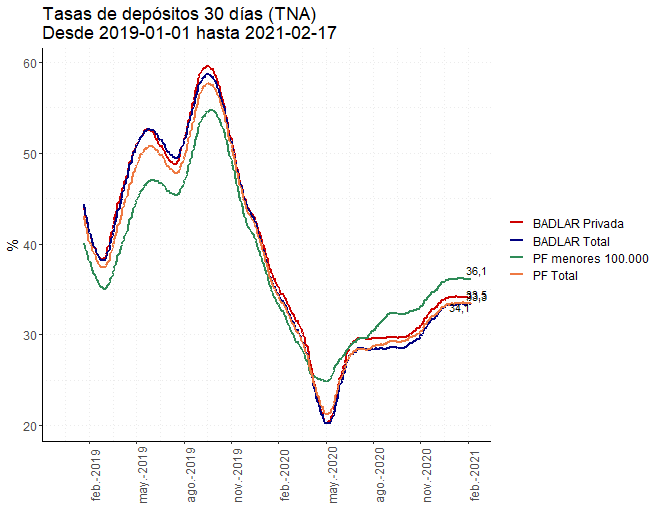 Tasas de depósitos 30 días (TNA)
Desde 2019-01-01 hasta 2021-02-17
60
50
40
30
20
%
36,1
34,1
feb.-2019
may.-2019
ago.-2019
nov.-2019
feb.-2020
may.-2020
ago.-2020
nov.-2020
feb.-2021
BADLAR Privada
BADLAR Total
PF menores 100.000
PF Total